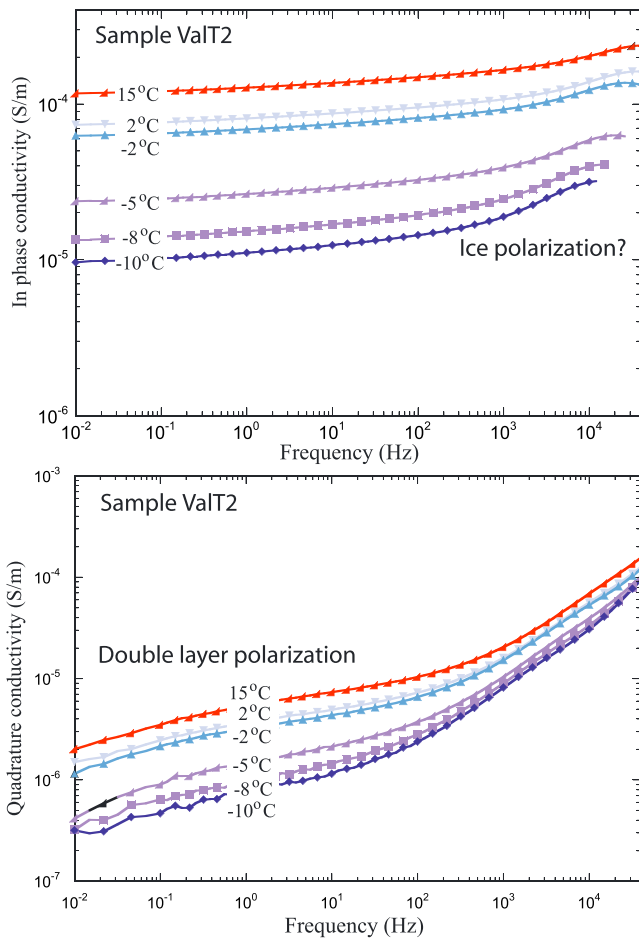 Sample ValT2
10⁻⁴
15°C
2°C
-2°C
-5°C
-8°C
-10°C
10⁻⁵
Ice polarization?
10⁻⁶
In phase conductivity (S/m)
10⁻² 10⁻¹ 10⁰ 10¹ 10² 10³ 10⁴
Frequency (Hz)
10⁻³
Sample ValT2
10⁻⁴
Double layer polarization
10⁻⁵
15°C
2°C
-2°C
-5°C
-8°C
-10°C
10⁻⁶
10⁻⁷
Quadrature conductivity (S/m)
10⁻² 10⁻¹ 10⁰ 10¹ 10² 10³ 10⁴
Frequency (Hz)